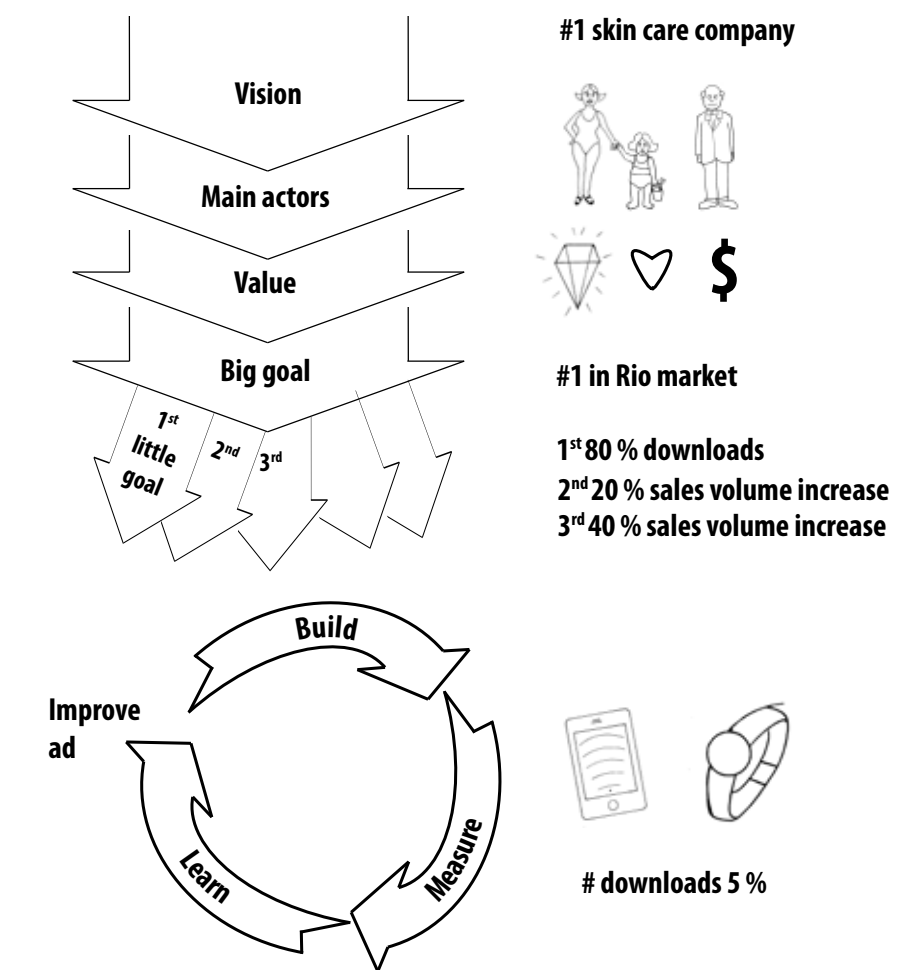 #1 skin care company
Vision
Main actors
Value
$
Big goal
#1 in Rio market
1st
little
goal
2nd
3rd
1st 80 % downloads
2nd 20 % sales volume increase
3rd 40 % sales volume increase
Build
Improve
ad
Measure
Learn
# downloads 5 %